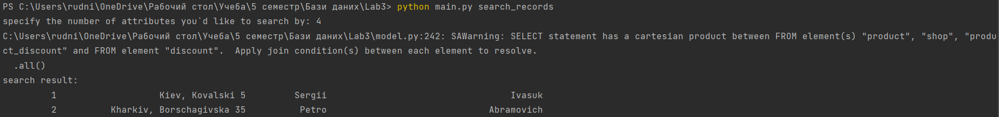 PS C:\Users\rudni\OneDrive\Рабочий стол\Учеба\5 семестр\Бази даних\Lab3> python main.py search_records
specify the number of attributes you`d like to search by: 4
C:\Users\rudni\OneDrive\Рабочий стол\Учеба\5 семестр\Бази даних\Lab3\model.py:242: SAWarning: SELECT statement has a cartesian product between FROM element(s) "product", "shop", "produ
ct_discount" and FROM element "discount".  Apply join condition(s) between each element to resolve.
  .all()
search result:
         1                   Kiev, Kovalski 5         Sergii                                  Ivasuk
         2          Kharkiv, Borschagivska 35          Petro                              Abramovich